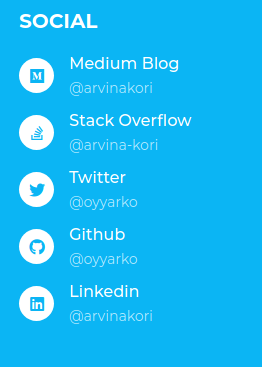 SOCIAL
Medium Blog
@arvinakori
Stack Overflow
@arvina-kori
Twitter
@oyyarko
Github
@oyyarko
Linkedin
@arvinakori